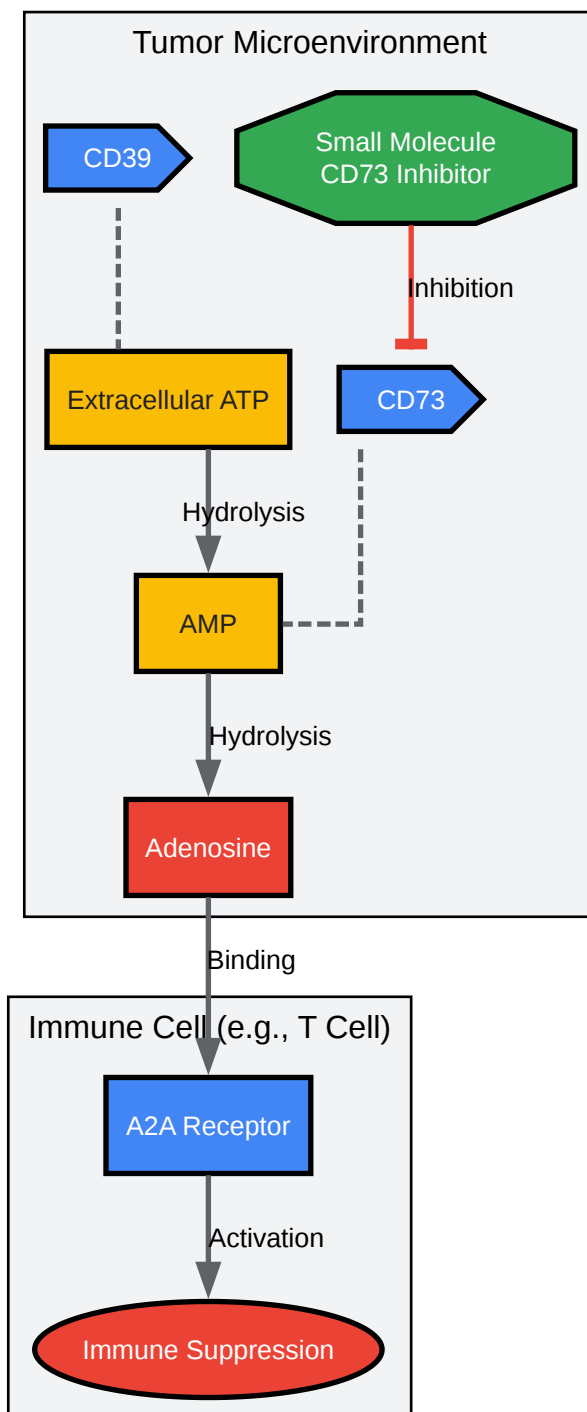 Tumor Microenvironment
CD39
Small Molecule
CD73 Inhibitor
Inhibition
Extracellular ATP
CD73
Hydrolysis
AMP
Hydrolysis
Adenosine
Binding
Immune Cell (e.g., T Cell)
A2A Receptor
Activation
Immune Suppression